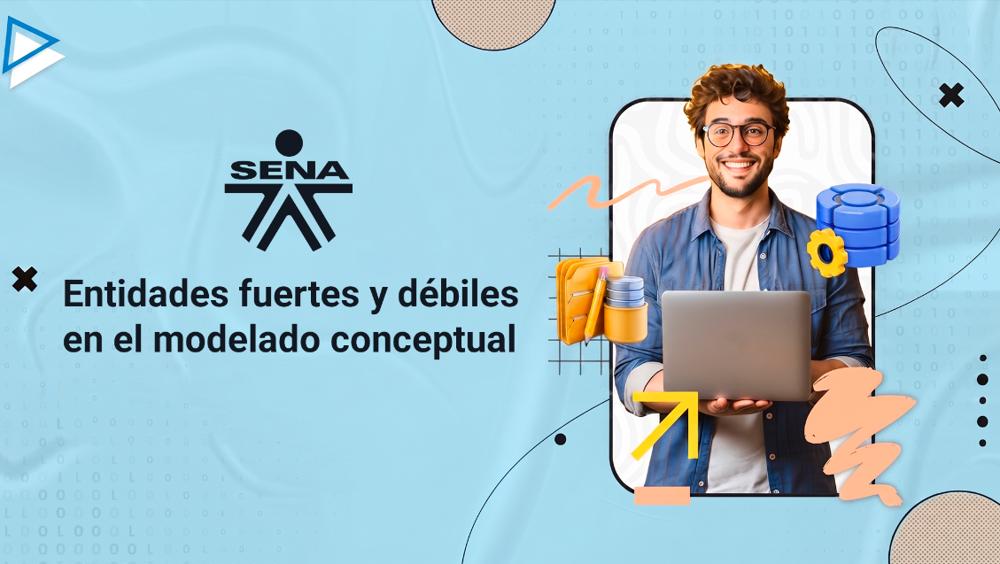 SENA
Entidades fuertes y débiles
en el modelado conceptual